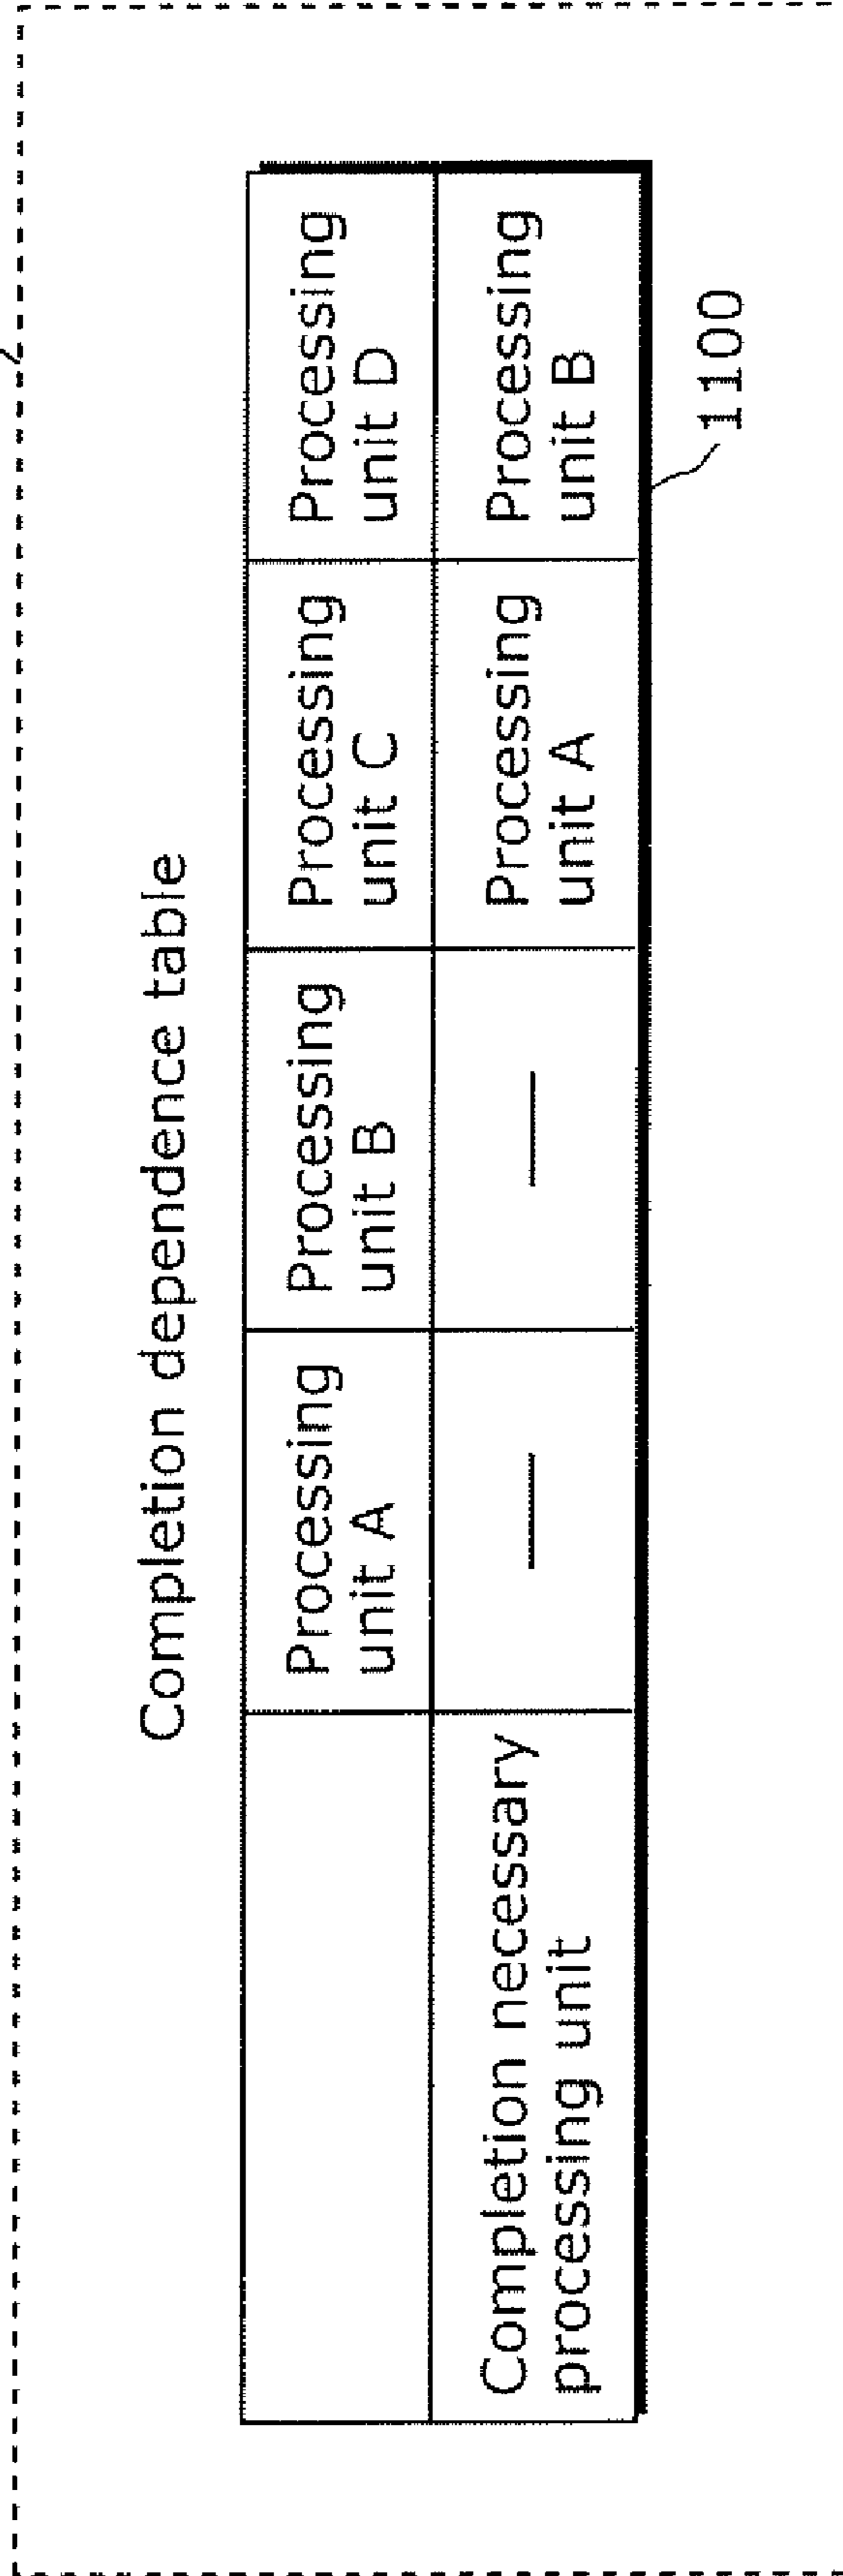 Completion dependence table
Processing
unit A
Processing
unit B
Processing
unit C
Processing
unit D
Completion necessary
processing unit
—
—
Processing
unit A
Processing
unit B
1100